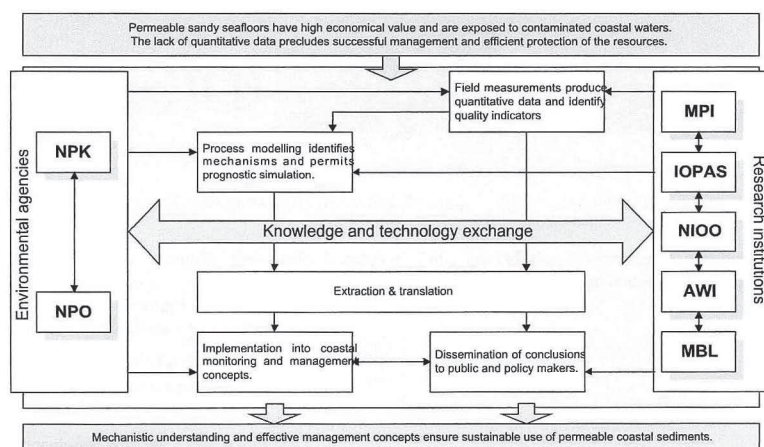 Permeable sandy seafloors have high economical value and are exposed to contaminated coastal waters.
The lack of quantitative data precludes successful management and efficient protection of the resources.
Environmental agencies
NPK
NPO
Field measurements produce
quantitative data and identify
quality indicators
Process modelling identifies
mechanisms and permits
prognostic simulation.
Knowledge and technology exchange
Extraction & translation
Implementation into coastal
monitoring and management
concepts.
Dissemination of conclusions
to public and policy makers.
MPI
IOPAS
NIOO
AWI
MBL
Research institutions
Mechanistic understanding and effective management concepts ensure sustainable use of permeable coastal sediments.